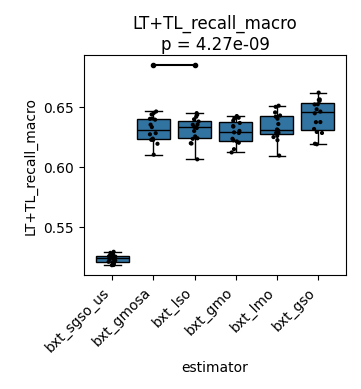 LT+TL_recall_macro
p = 4.27e-09
LT+TL_recall_macro
0.65
0.60
0.55
bxt_sgso_us
bxt_gmosa
bxt_lso
bxt_gmo
bxt_lmo
bxt_gso
estimator